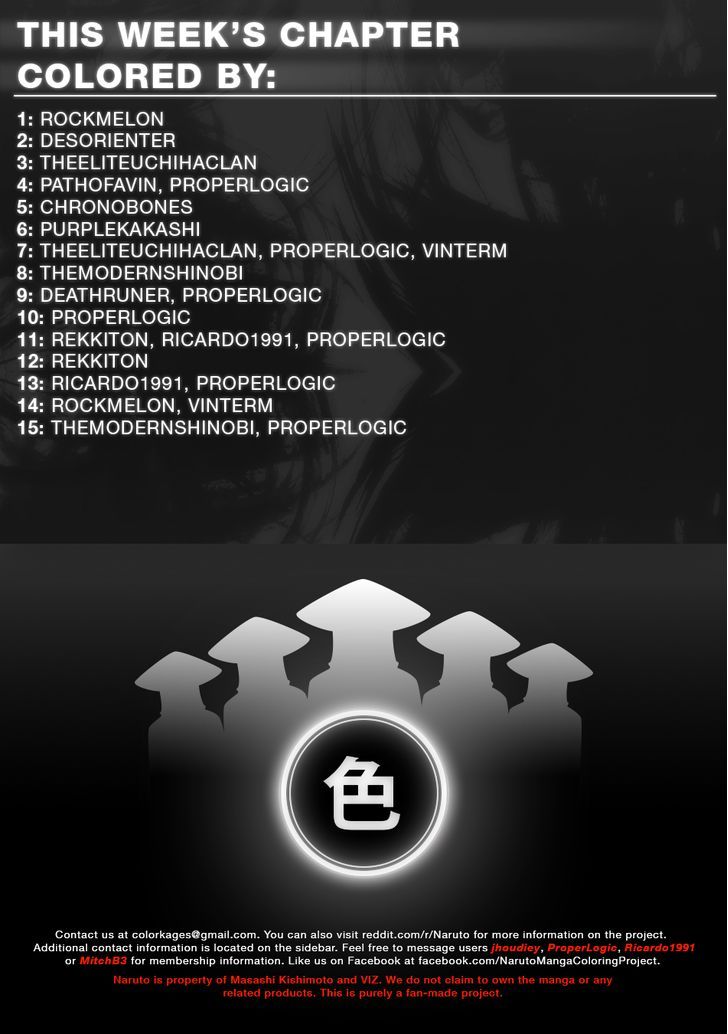 THIS WEEK'S CHAPTER
COLORED BY:
1: ROCKMELON
2: DESORIENTER
3: THEELITEUCHIHACLAN
4: PATHOFAVIN, PROPERLOGIC
5: CHRONOBONES
6: PURPLEKAKASHI
7: THEELITEUCHIHACLAN, PROPERLOGIC, VINTERM
8: THEMODERNSHINOBI
9: DEATHRUNER, PROPERLOGIC
10: PROPERLOGIC
11: REKKITON, RICARDO1991, PROPERLOGIC
12: REKKITON
13: RICARDO1991, PROPERLOGIC
14: ROCKMELON, VINTERM
15: THEMODERNSHINOBI, PROPERLOGIC
色
Contact us at colorkages@gmail.com. You can also visit reddit.com/r/Naruto for more information on the project.
Additional contact information is located on the sidebar. Feel free to message users jhoudiey, ProperLogic, Ricardo1991
or MitchB3 for membership information. Like us on Facebook at facebook.com/NarutoMangaColoringProject.
Naruto is property of Masashi Kishimoto and VIZ. We do not claim to own the manga or any
related products. This is purely a fan-made project.